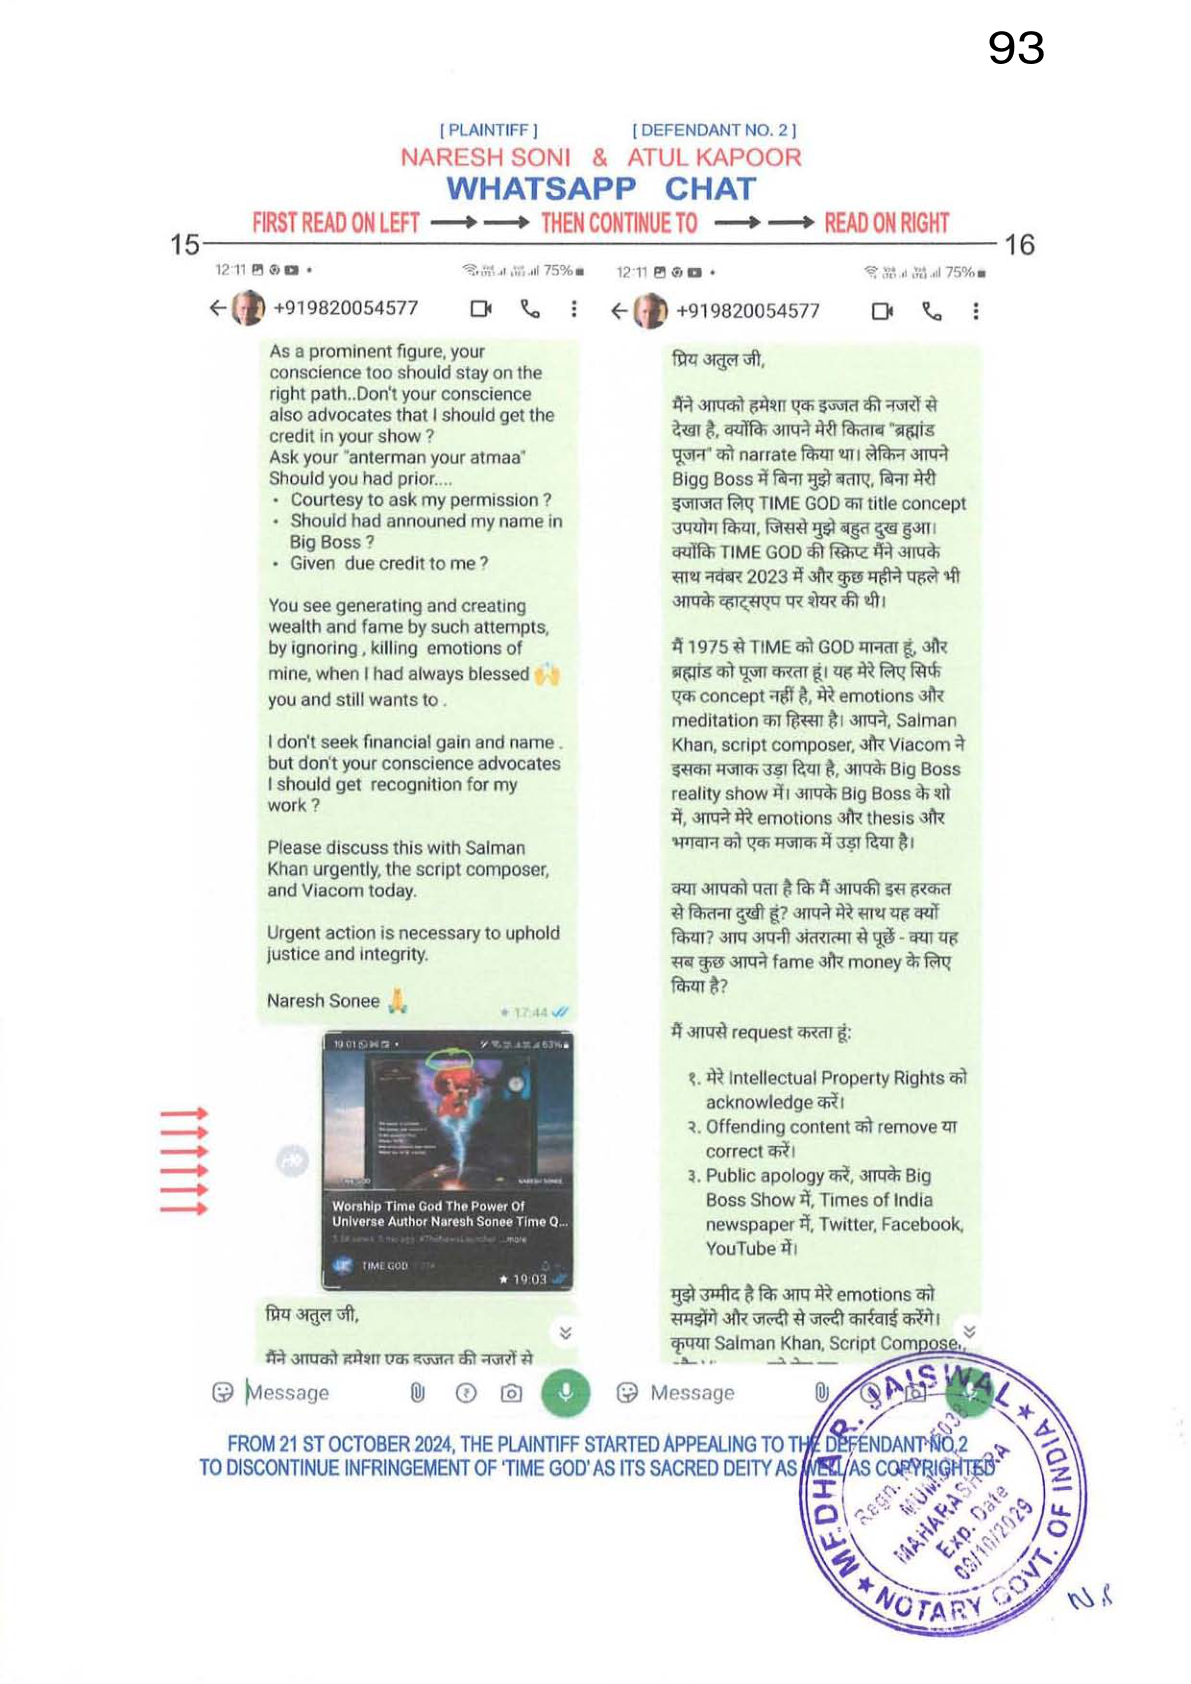 93
[ PLAINTIFF ] [ DEFENDANT NO. 2 ]
NARESH SONI & ATUL KAPOOR
WHATSAPP CHAT
FIRST READ ON LEFT THEN CONTINUE TO READ ON RIGHT
15 16
12:11 75%
+919820054577
As a prominent figure, your
conscience too should stay on the
right path..Don't your conscience
also advocates that I should get the
credit in your show ?
Ask your "anterman your atmaa"
Should you had prior....
• Courtesy to ask my permission ?
• Should had announed my name in
Big Boss ?
• Given due credit to me ?
You see generating and creating
wealth and fame by such attempts,
by ignoring , killing emotions of
mine, when I had always blessed 🙌
you and still wants to .
I don't seek financial gain and name .
but don't your conscience advocates
I should get recognition for my
work ?
Please discuss this with Salman
Khan urgently, the script composer,
and Viacom today.
Urgent action is necessary to uphold
justice and integrity.
Naresh Sonee 🙏
★ 17:44
19:01 63%
NARESH SONEE
Worship Time God The Power Of
Universe Author Naresh Sonee Time Q...
...more
TIME GOD
★ 19:03
प्रिय अतुल जी,
मैंने आपको हमेशा एक इज्जत की नजरों से
Message
12:11 75%
+919820054577
प्रिय अतुल जी,
मैंने आपको हमेशा एक इज्जत की नजरों से
देखा है, क्योंकि आपने मेरी किताब "ब्रह्मांड
पूजन" को narrate किया था। लेकिन आपने
Bigg Boss में बिना मुझे बताए, बिना मेरी
इजाजत लिए TIME GOD का title concept
उपयोग किया, जिससे मुझे बहुत दुख हुआ।
क्योंकि TIME GOD की स्क्रिप्ट मैंने आपके
साथ नवंबर 2023 में और कुछ महीने पहले भी
आपके व्हाट्सएप पर शेयर की थी।
मैं 1975 से TIME को GOD मानता हूं, और
ब्रह्मांड को पूजा करता हूं। यह मेरे लिए सिर्फ
एक concept नहीं है, मेरे emotions और
meditation का हिस्सा है। आपने, Salman
Khan, script composer, और Viacom ने
इसका मजाक उड़ा दिया है, आपके Big Boss
reality show में। आपके Big Boss के शो
में, आपने मेरे emotions और thesis और
भगवान को एक मजाक में उड़ा दिया है।
क्या आपको पता है कि मैं आपकी इस हरकत
से कितना दुखी हूं? आपने मेरे साथ यह क्यों
किया? आप अपनी अंतरात्मा से पूछें - क्या यह
सब कुछ आपने fame और money के लिए
किया है?
मैं आपसे request करता हूं:
१. मेरे Intellectual Property Rights को
acknowledge करें।
२. Offending content को remove या
correct करें।
३. Public apology करें, आपके Big
Boss Show में, Times of India
newspaper में, Twitter, Facebook,
YouTube में।
मुझे उम्मीद है कि आप मेरे emotions को
समझेंगे और जल्दी से जल्दी कार्रवाई करेंगे।
कृपया Salman Khan, Script Composer,
Message
FROM 21 ST OCTOBER 2024, THE PLAINTIFF STARTED APPEALING TO THE DEFENDANT NO,2
TO DISCONTINUE INFRINGEMENT OF 'TIME GOD' AS ITS SACRED DEITY AS WELL AS COPYRIGHTED
MEDHA R. JAISWAL
★ NOTARY GOVT. OF INDIA ★
Regn. No.
MUMBAI
MAHARASHTRA
Exp. Date
09/10/2029
N.S